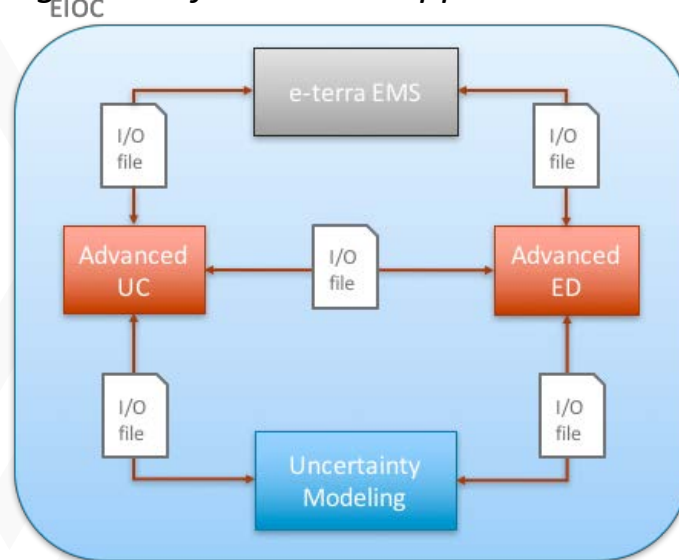 EIOC
e-terra EMS
I/O
file
I/O
file
Advanced
UC
I/O
file
Advanced
ED
I/O
file
I/O
file
Uncertainty
Modeling